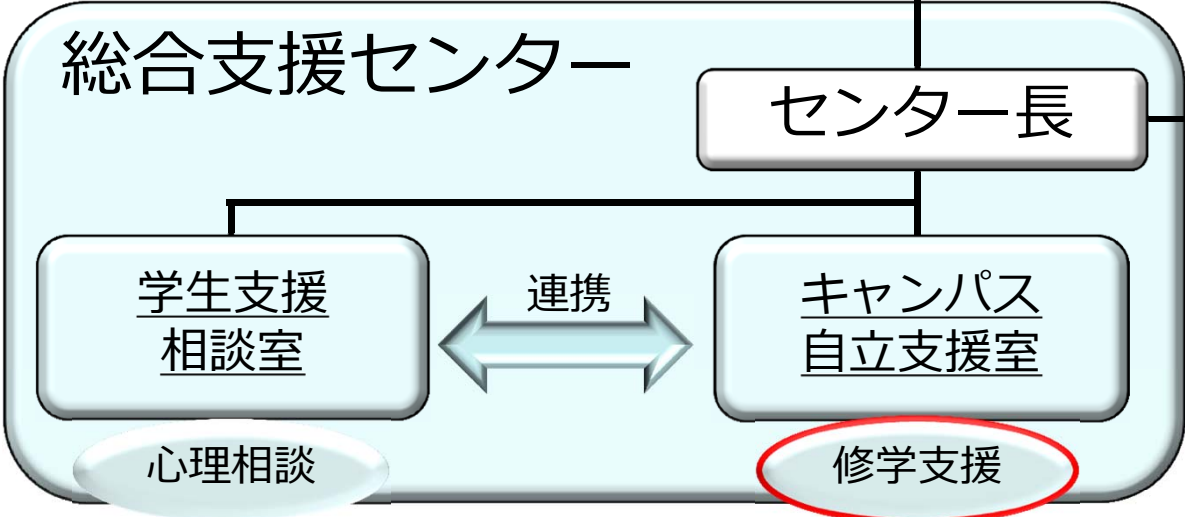 総合支援センター
センター長
学生支援
相談室
連携
キャンパス
自立支援室
心理相談
修学支援